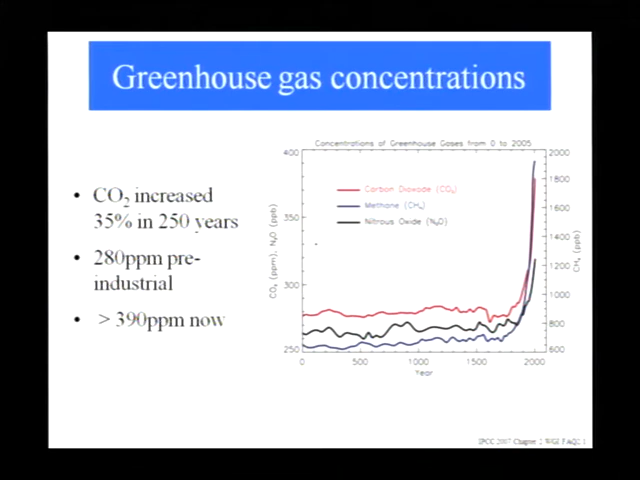 Greenhouse gas concentrations
• CO₂ increased
35% in 250 years
• 280ppm pre-
industrial
• > 390ppm now
Concentrations of Greenhouse Gases from 0 to 2005
400
350
300
250
CO₂ (ppm), N₂O (ppb)
Carbon Dioxide (CO₂)
Methane (CH₄)
Nitrous Oxide (N₂O)
2000
1800
1600
1400
1200
1000
800
600
CH₄ (ppb)
0 500 1000 1500 2000
Year
IPCC 2007 Chapter 2 WG1 FAQ2.1